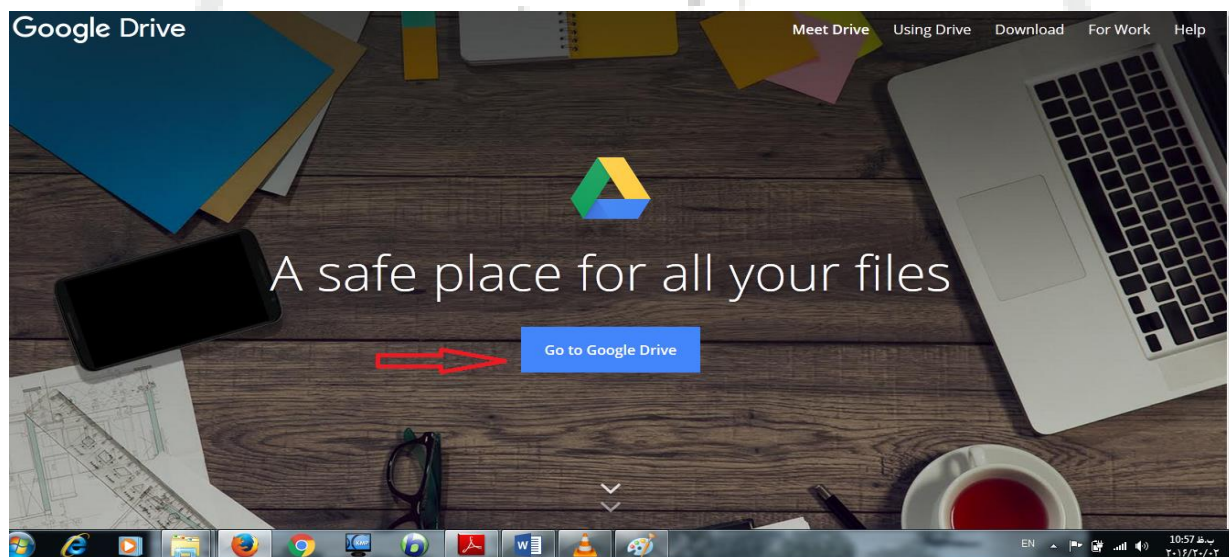 Google Drive
Meet Drive Using Drive Download For Work Help
A safe place for all your files
Go to Google Drive
EN
10:57 ب.ظ